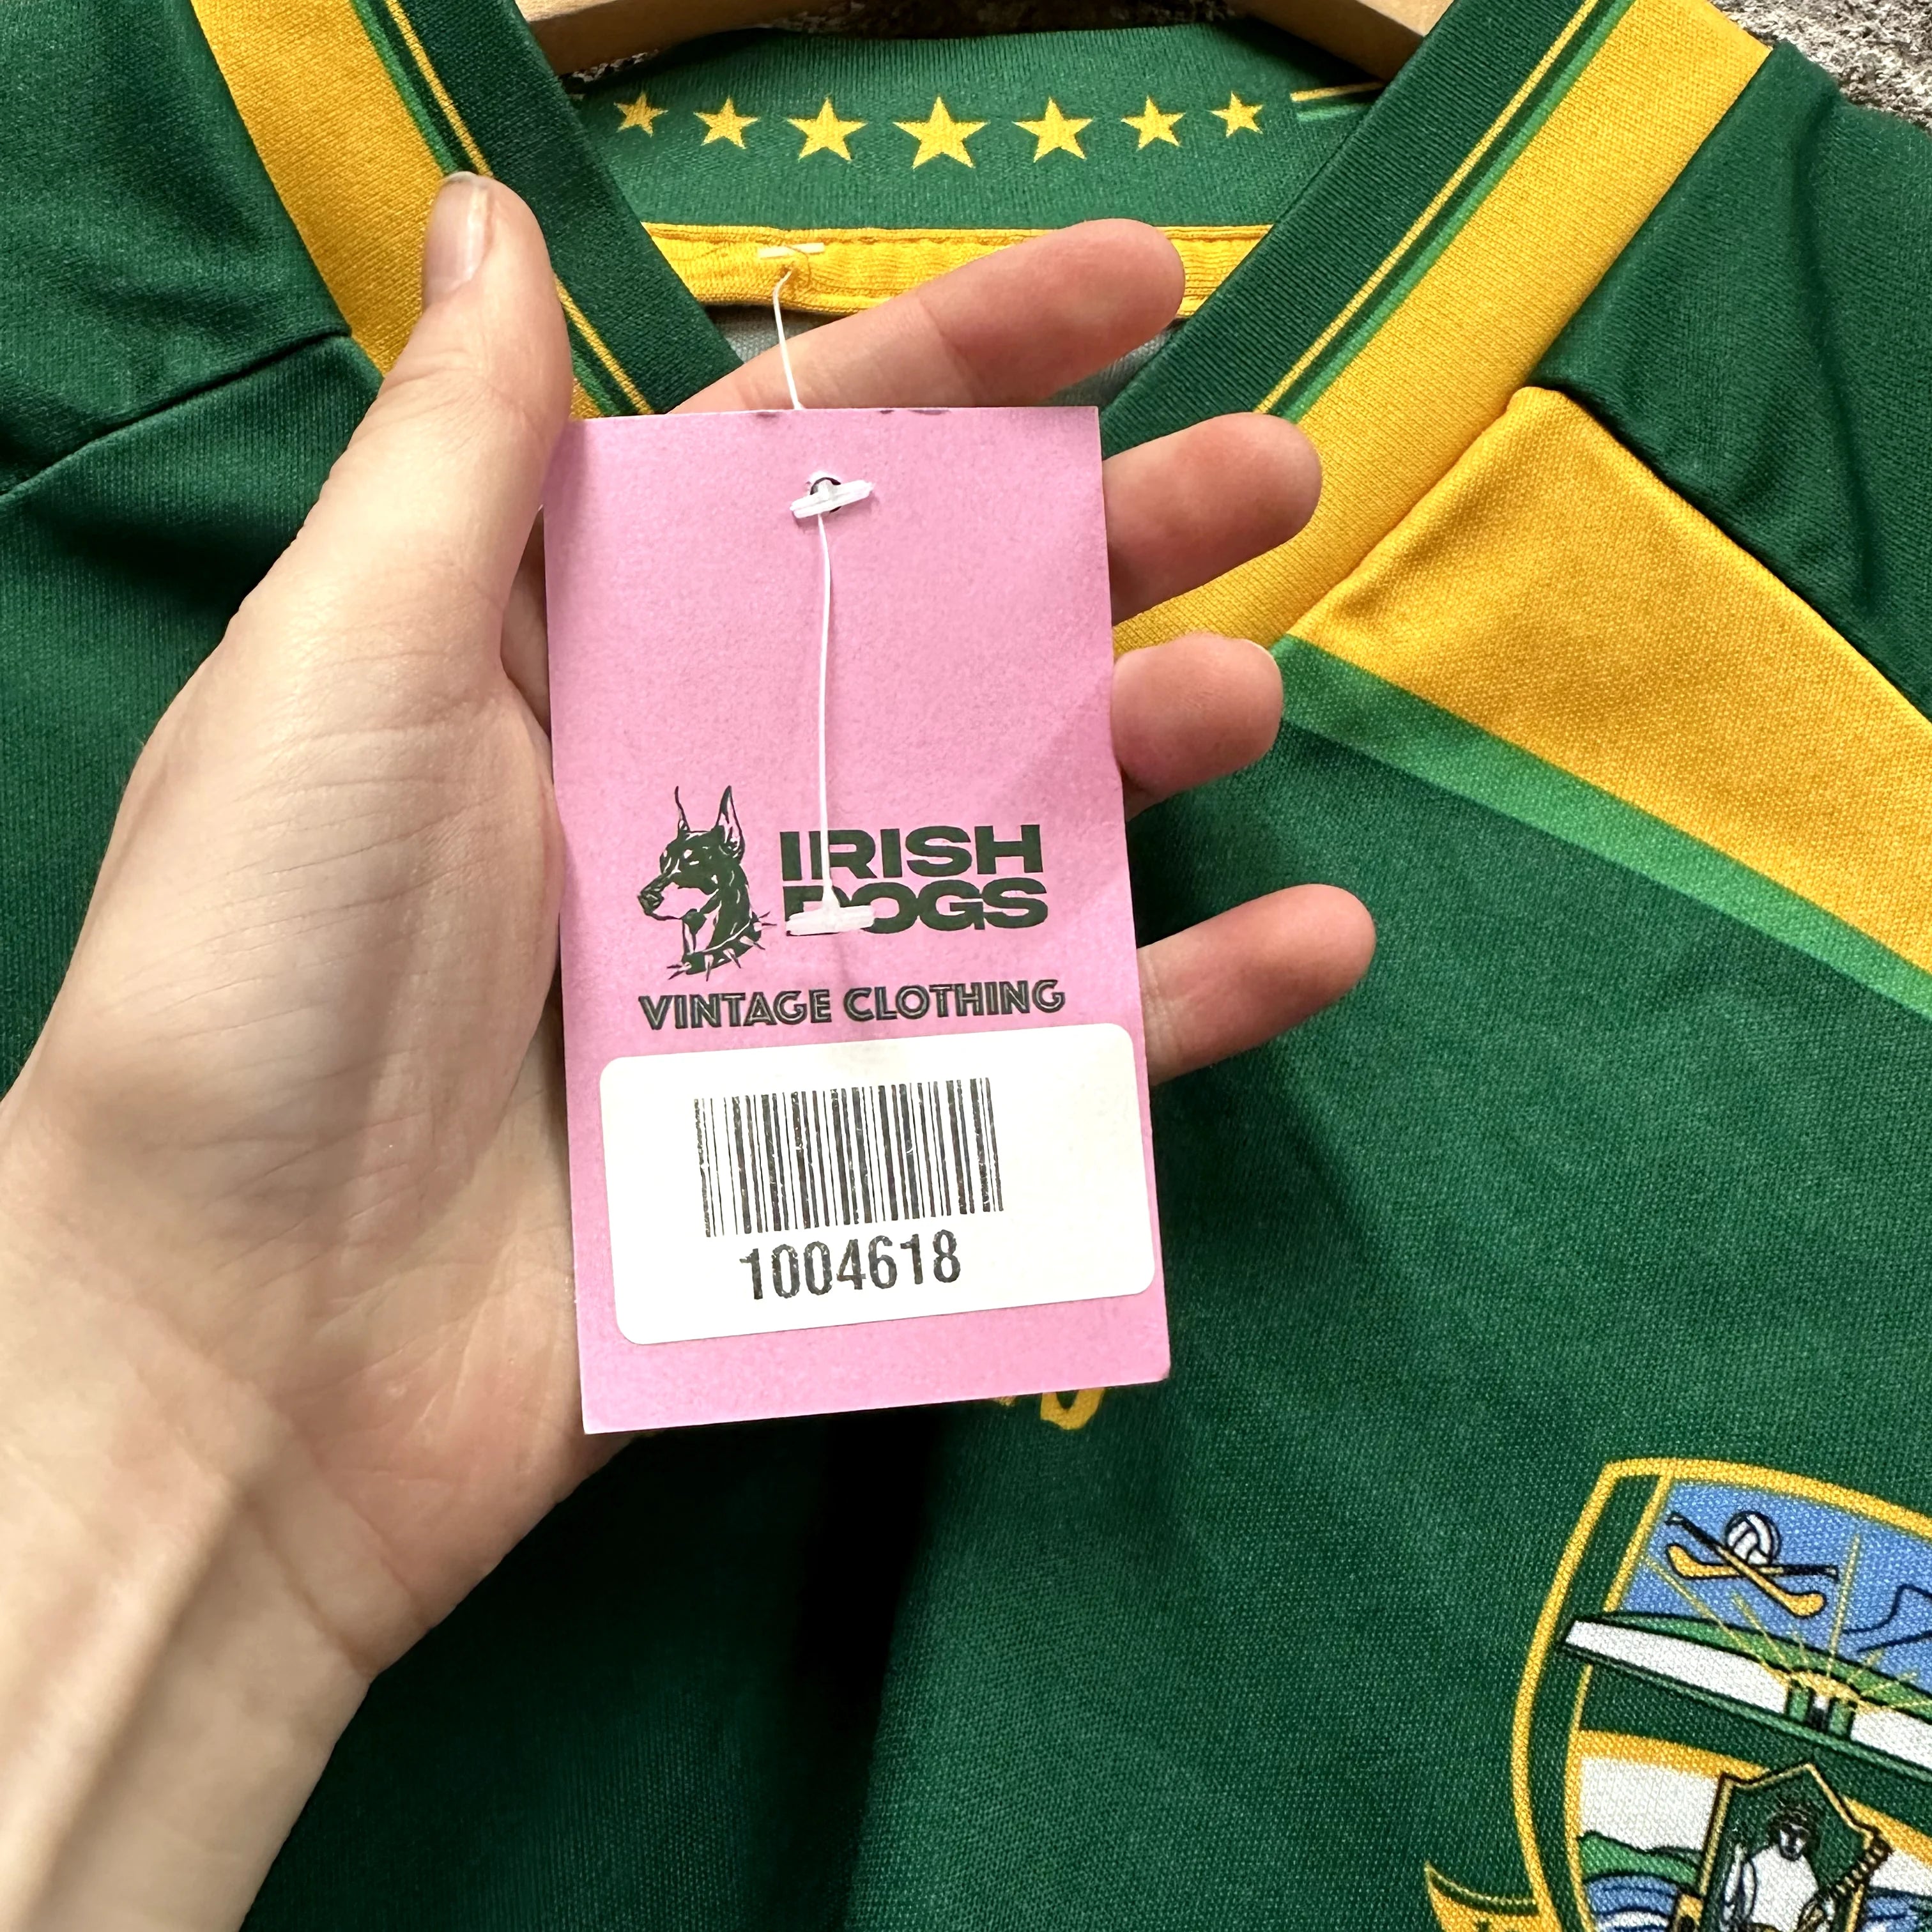 IRISH
DOGS
VINTAGE CLOTHING
1004618